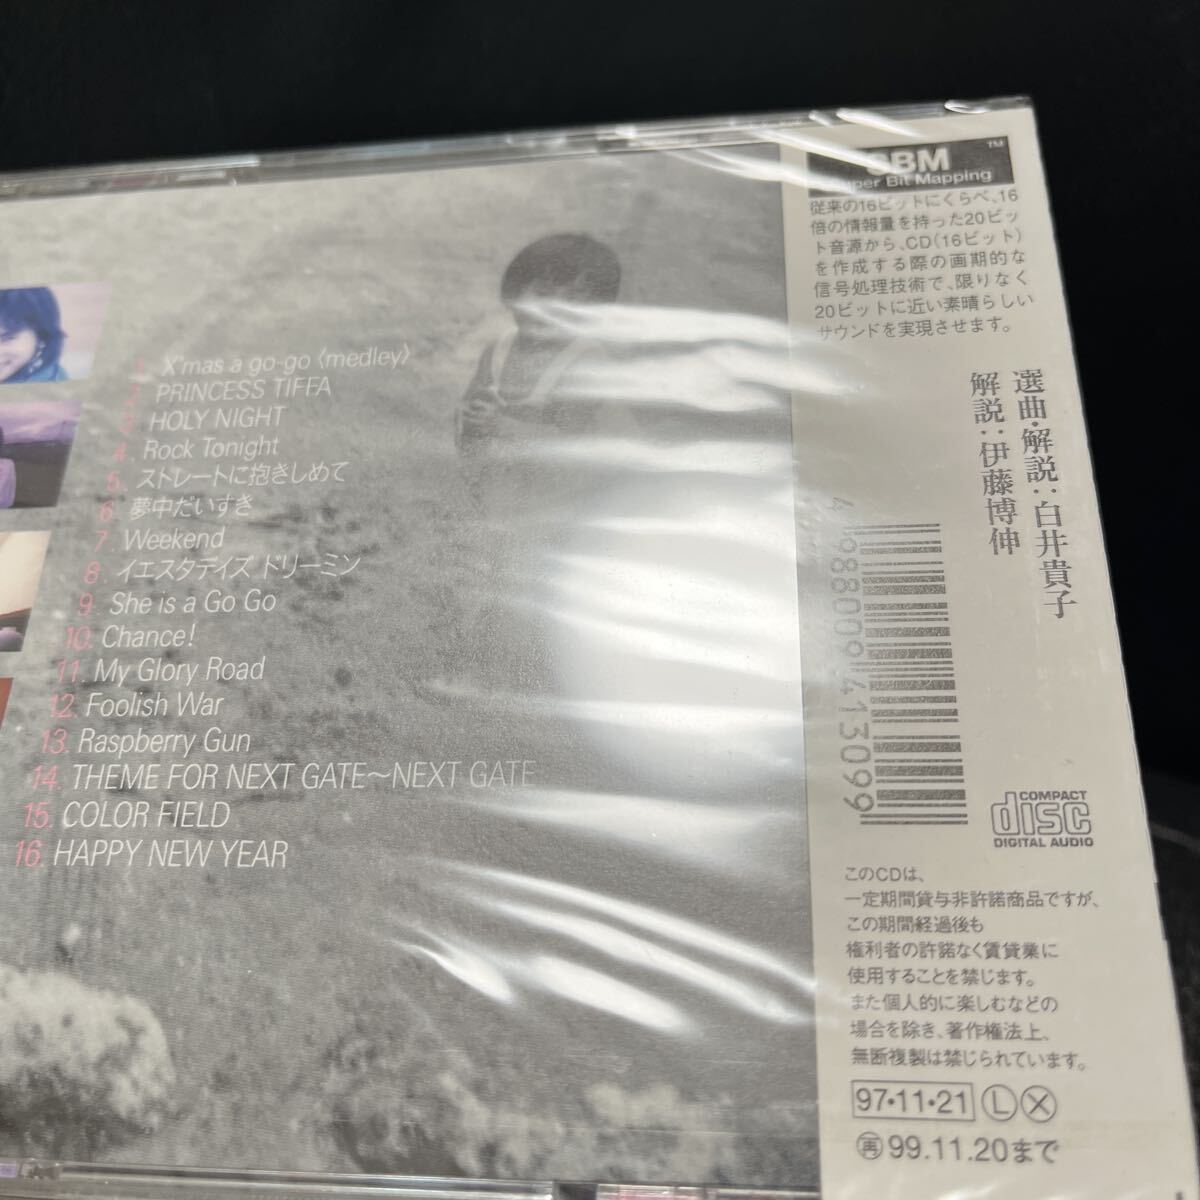 1. X'mas a go-go〈medley〉
2. PRINCESS TIFFA
3. HOLY NIGHT
4. Rock Tonight
5. ストレートに抱きしめて
6. 夢中だいすき
7. Weekend
8. イエスタデイズ ドリーミン
9. She is a Go Go
10. Chance!
11. My Glory Road
12. Foolish War
13. Raspberry Gun
14. THEME FOR NEXT GATE〜NEXT GATE
15. COLOR FIELD
16. HAPPY NEW YEAR
SBM TM
Super Bit Mapping
従来の16ビットにくらべ、16
倍の情報量を持った20ビッ
ト音源から、CD(16ビット)
を作成する際の画期的な
信号処理技術で、限りなく
20ビットに近い素晴らしい
サウンドを実現させます。
選曲・解説：白井貴子
解説：伊藤博伸
4 988009 413099
COMPACT
disc
DIGITAL AUDIO
このCDは、
一定期間貸与非許諾商品ですが、
この期間経過後も
権利者の許諾なく賃貸業に
使用することを禁じます。
また個人的に楽しむなどの
場合を除き、著作権法上、
無断複製は禁じられています。
97・11・21 Ⓛ Ⓧ
再 99.11.20まで